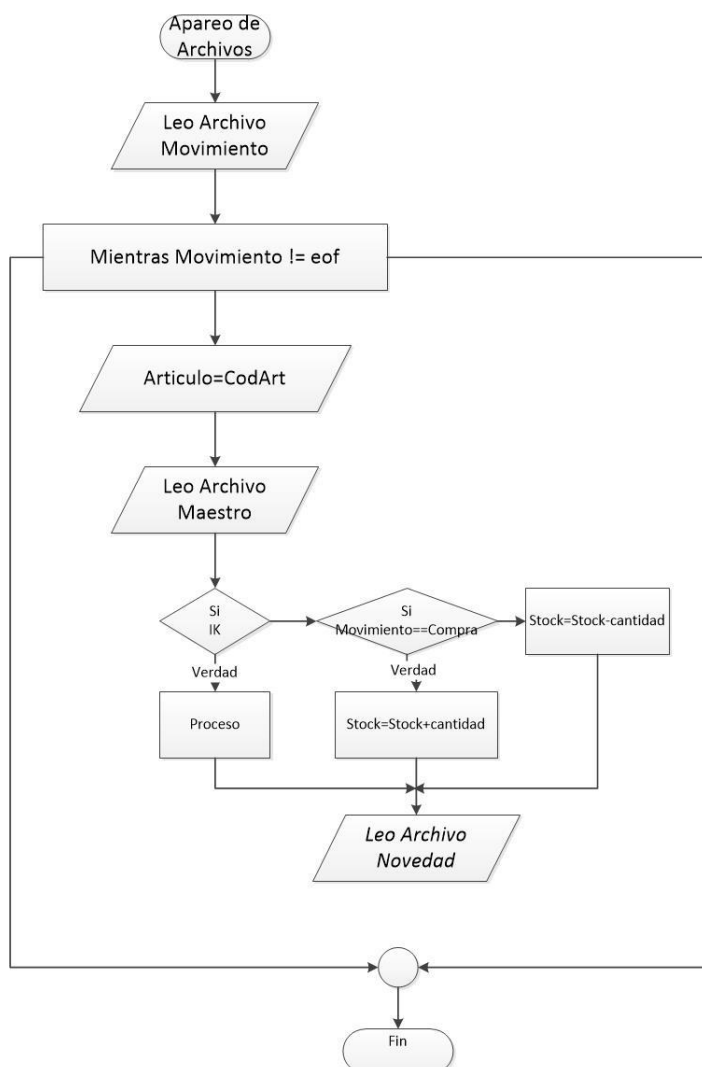 Apareo de
Archivos
Leo Archivo
Movimiento
Mientras Movimiento != eof
Articulo=CodArt
Leo Archivo
Maestro
Si
IK
Si
Movimiento==Compra
Stock=Stock-cantidad
Verdad
Verdad
Proceso
Stock=Stock+cantidad
Leo Archivo
Novedad
Fin